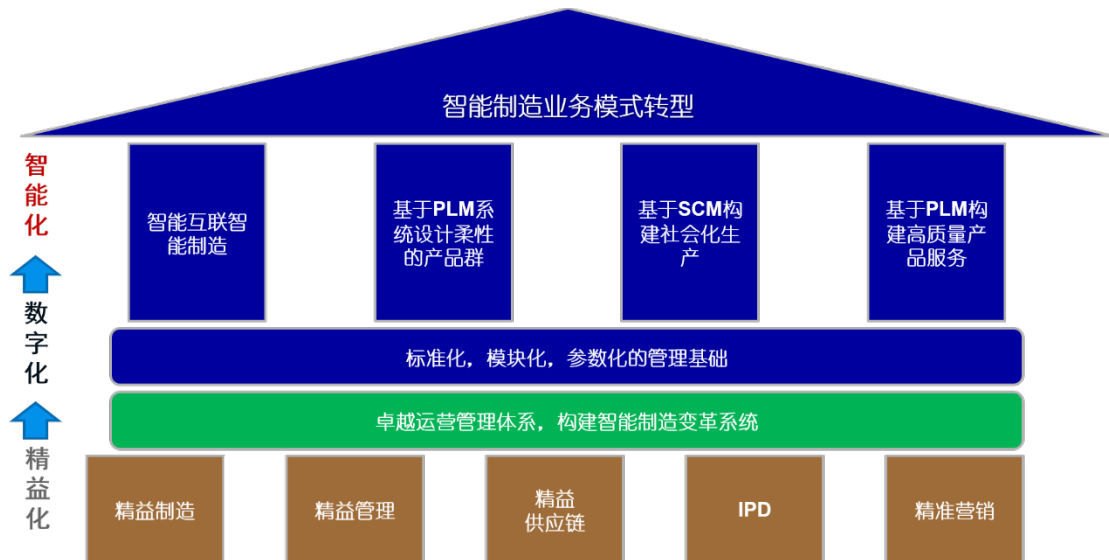 智能制造业务模式转型
智
能
化
数
字
化
精
益
化
智能互联智
能制造
基于PLM系
统设计柔性
的产品群
基于SCM构
建社会化生
产
基于PLM构
建高质量产
品服务
标准化，模块化，参数化的管理基础
卓越运营管理体系，构建智能制造变革系统
精益制造
精益管理
精益
供应链
IPD
精准营销